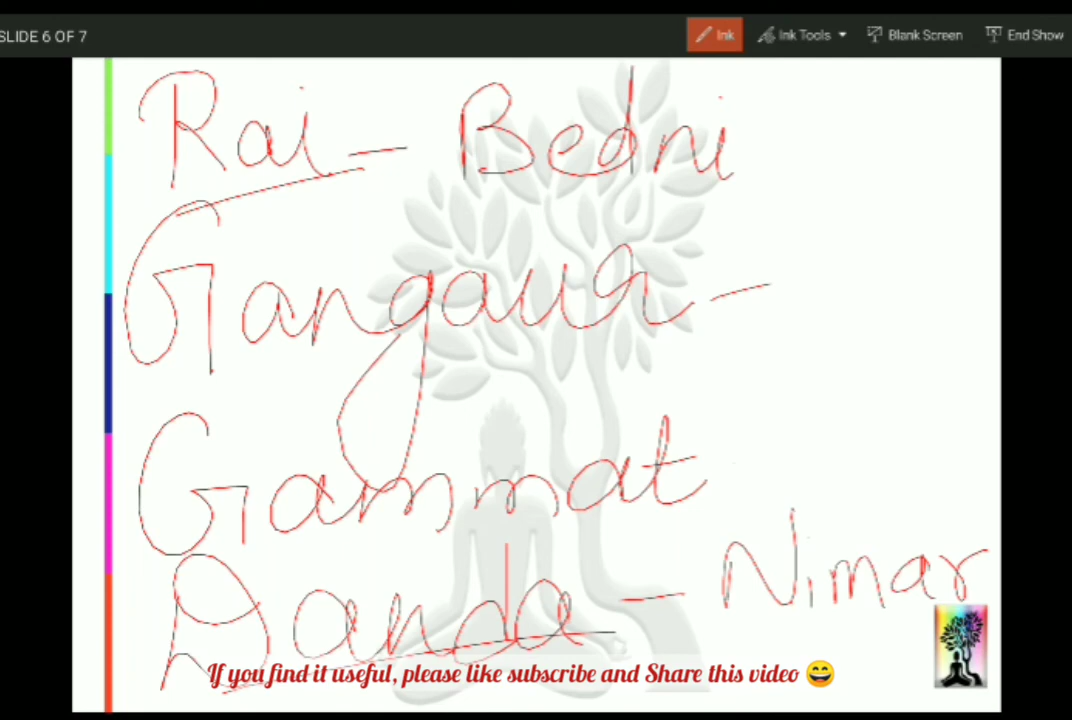 SLIDE 6 OF 7 Ink Ink Tools Blank Screen End Show
Rai - Bedni
Gangaur -
Gammat
Danda - Nimar
If you find it useful, please like subscribe and Share this video 😄